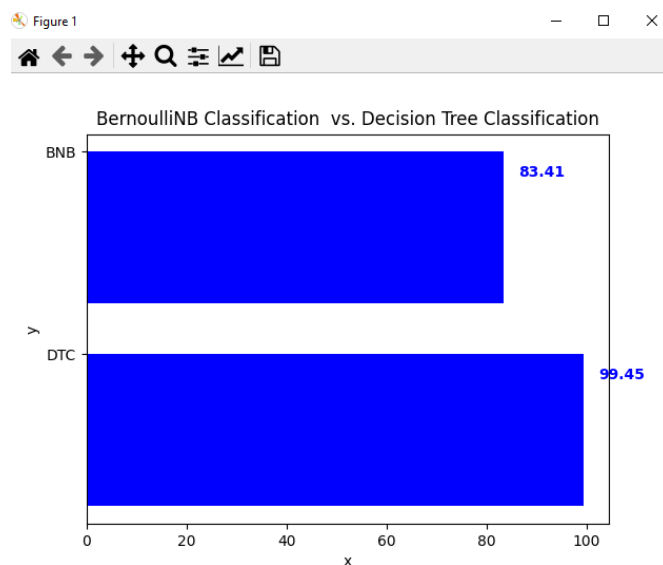 Figure 1
BernoulliNB Classification  vs. Decision Tree Classification
BNB
83.41
y
DTC
99.45
0 20 40 60 80 100
x